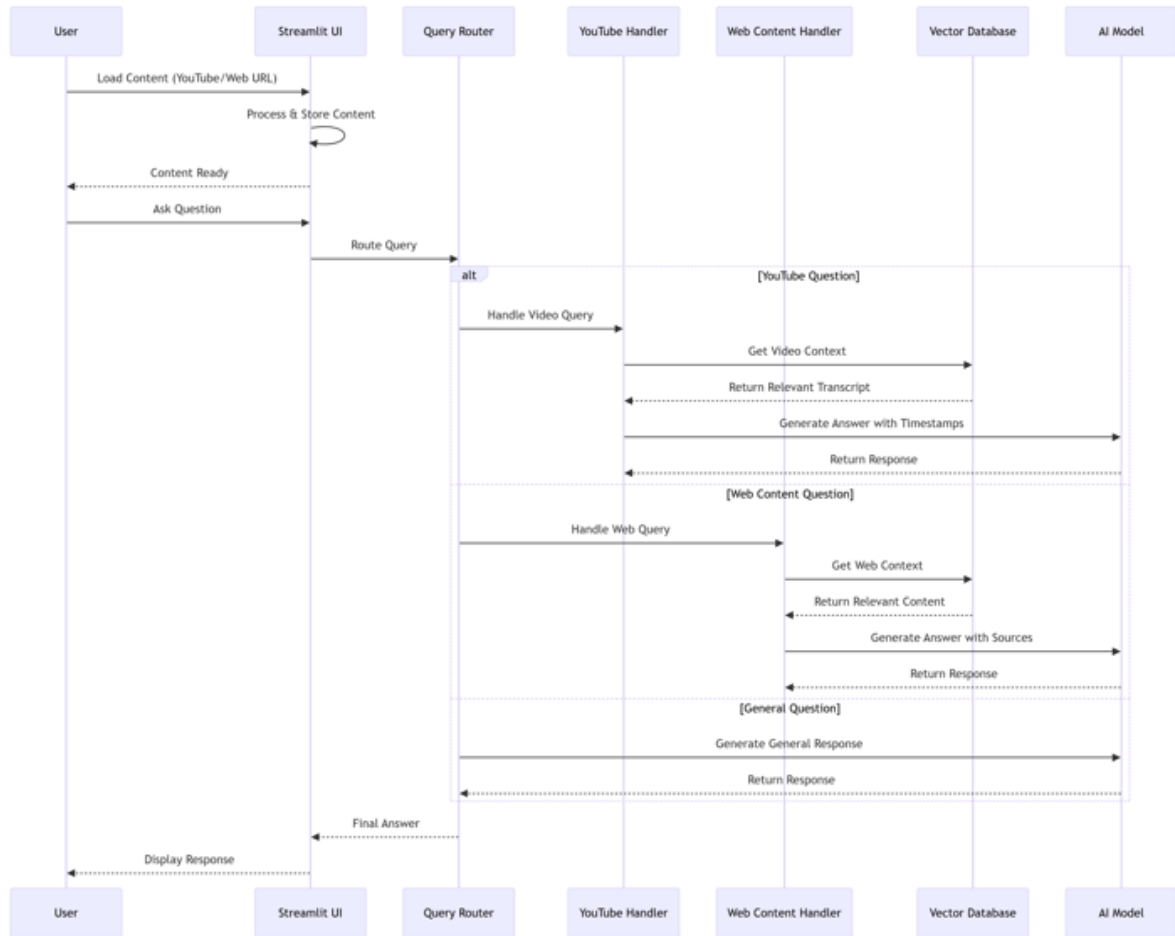 User
Streamlit UI
Query Router
YouTube Handler
Web Content Handler
Vector Database
AI Model
Load Content (YouTube/Web URL)
Process & Store Content
Content Ready
Ask Question
Route Query
alt
[YouTube Question]
Handle Video Query
Get Video Context
Return Relevant Transcript
Generate Answer with Timestamps
Return Response
[Web Content Question]
Handle Web Query
Get Web Context
Return Relevant Content
Generate Answer with Sources
Return Response
[General Question]
Generate General Response
Return Response
Final Answer
Display Response
User
Streamlit UI
Query Router
YouTube Handler
Web Content Handler
Vector Database
AI Model